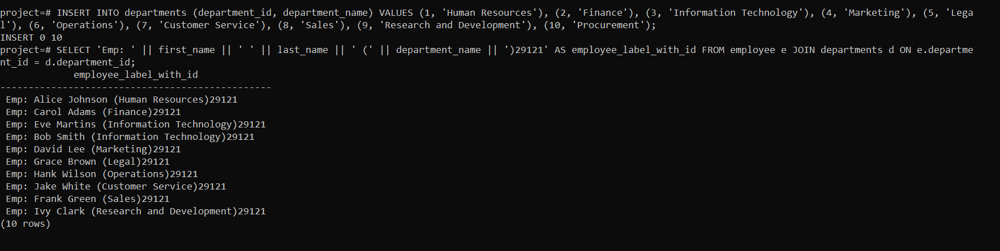 project=# INSERT INTO departments (department_id, department_name) VALUES (1, 'Human Resources'), (2, 'Finance'), (3, 'Information Technology'), (4, 'Marketing'), (5, 'Lega
l'), (6, 'Operations'), (7, 'Customer Service'), (8, 'Sales'), (9, 'Research and Development'), (10, 'Procurement');
INSERT 0 10
project=# SELECT 'Emp: ' || first_name || ' ' || last_name || ' (' || department_name || ')29121' AS employee_label_with_id FROM employee e JOIN departments d ON e.departme
nt_id = d.department_id;
employee_label_with_id
------------------------------------------------
Emp: Alice Johnson (Human Resources)29121
Emp: Carol Adams (Finance)29121
Emp: Eve Martins (Information Technology)29121
Emp: Bob Smith (Information Technology)29121
Emp: David Lee (Marketing)29121
Emp: Grace Brown (Legal)29121
Emp: Hank Wilson (Operations)29121
Emp: Jake White (Customer Service)29121
Emp: Frank Green (Sales)29121
Emp: Ivy Clark (Research and Development)29121
(10 rows)